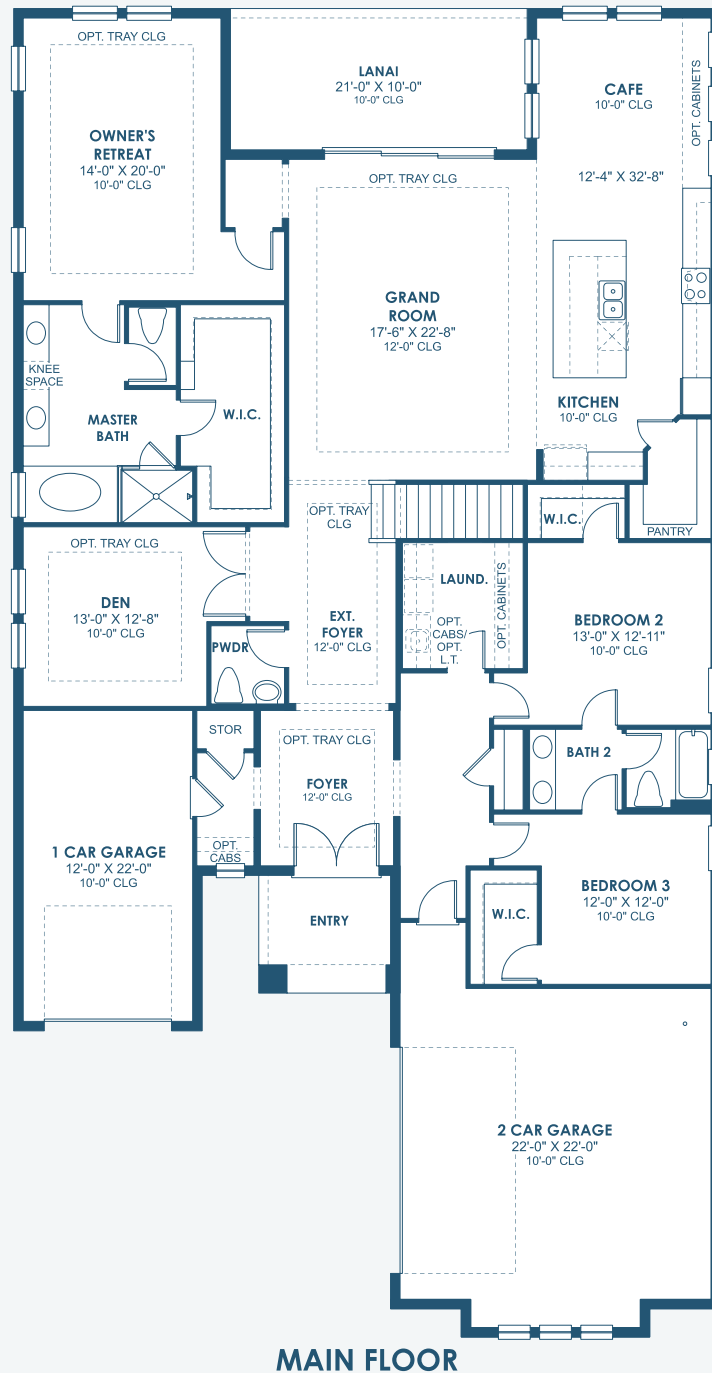 OPT. TRAY CLG
OWNER'S
RETREAT
14'-0" X 20'-0"
10'-0" CLG
LANAI
21'-0" X 10'-0"
10'-0" CLG
CAFE
10'-0" CLG
OPT. CABINETS
12'-4" X 32'-8"
OPT. TRAY CLG
GRAND
ROOM
17'-6" X 22'-8"
12'-0" CLG
KITCHEN
10'-0" CLG
KNEE
SPACE
MASTER
BATH
W.I.C.
PANTRY
W.I.C.
OPT. TRAY
CLG
OPT. TRAY CLG
DEN
13'-0" X 12'-8"
10'-0" CLG
EXT.
FOYER
12'-0" CLG
LAUND.
OPT. CABINETS
OPT.
CABS/
OPT.
L.T.
BEDROOM 2
13'-0" X 12'-11"
10'-0" CLG
PWDR
STOR
OPT. TRAY CLG
FOYER
12'-0" CLG
BATH 2
OPT.
CABS
1 CAR GARAGE
12'-0" X 22'-0"
10'-0" CLG
ENTRY
W.I.C.
BEDROOM 3
12'-0" X 12'-0"
10'-0" CLG
2 CAR GARAGE
22'-0" X 22'-0"
10'-0" CLG
MAIN FLOOR